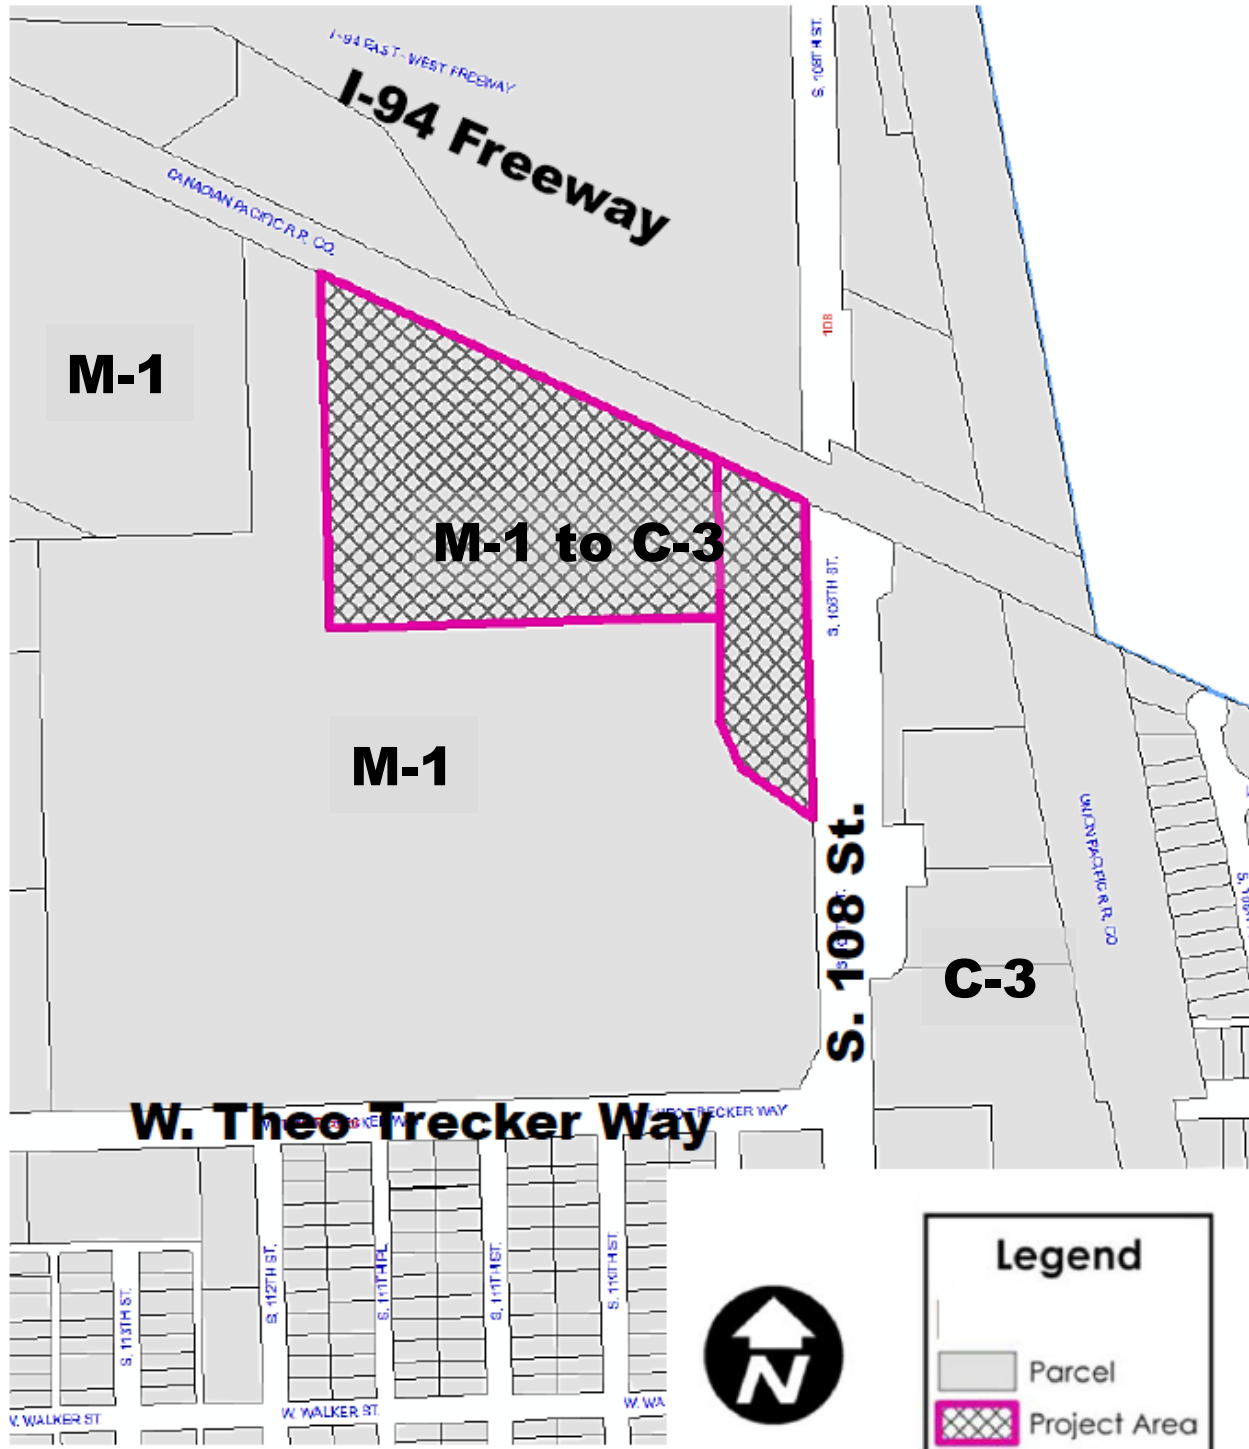 I-94 EAST-WEST FREEWAY
S. 108TH ST.
I-94 Freeway
CANADIAN PACIFIC R.R. CO.
108
M-1
M-1 to C-3
S. 108TH ST.
M-1
UNION PACIFIC R.R. CO
S. 108 St.
C-3
W. Theo Trecker Way
THEO TRECKER WAY
S. 112TH ST.
S. 111TH PL.
S. 111TH ST.
S. 110TH ST.
S. 113TH ST.
W. WALKER ST.
W. WALKER ST.
W. WA
N
Legend
Parcel
Project Area